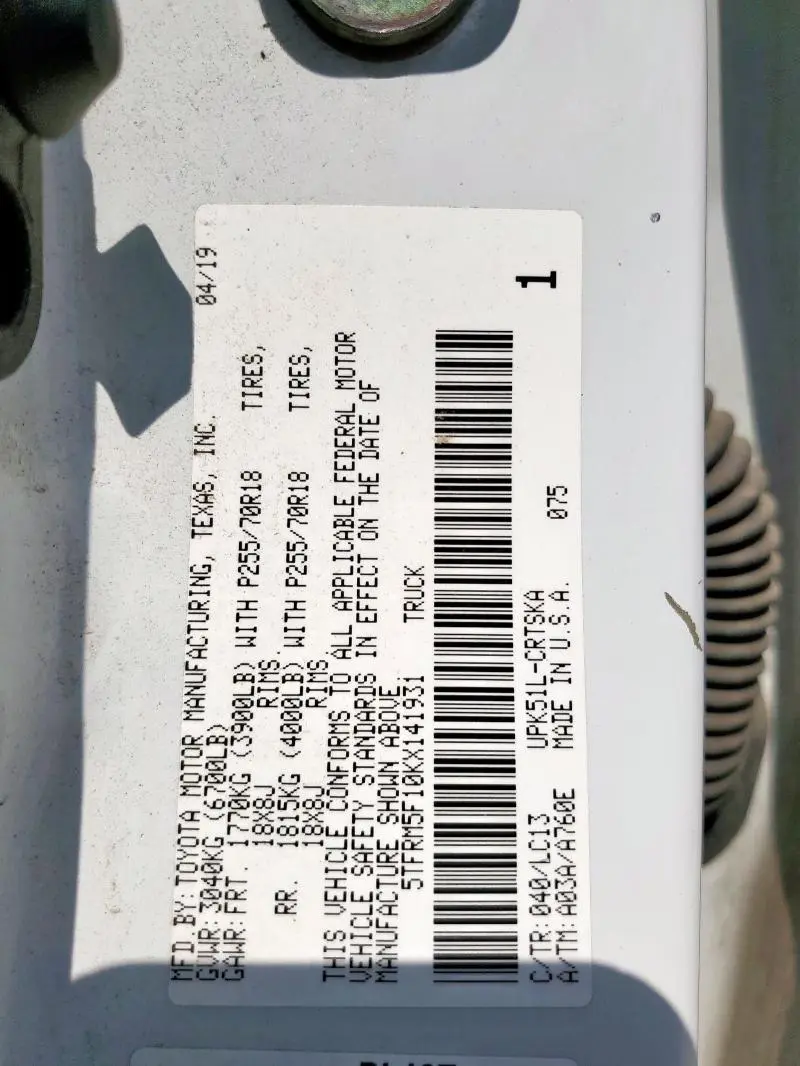 MFD.BY: TOYOTA MOTOR MANUFACTURING, TEXAS, INC. 04/19
GVWR: 3040KG (6700LB)
GAWR: FRT. 1770KG (3900LB) WITH P255/70R18 TIRES,
18X8J RIMS.
RR. 1815KG (4000LB) WITH P255/70R18 TIRES,
18X8J RIMS
THIS VEHICLE CONFORMS TO ALL APPLICABLE FEDERAL MOTOR
VEHICLE SAFETY STANDARDS IN EFFECT ON THE DATE OF
MANUFACTURE SHOWN ABOVE.
5TFRM5F10KX141931 TRUCK
C/TR: 040/LC13 UPK51L-CRTSKA 1
A/TM: A03A/A760E MADE IN U.S.A. 075